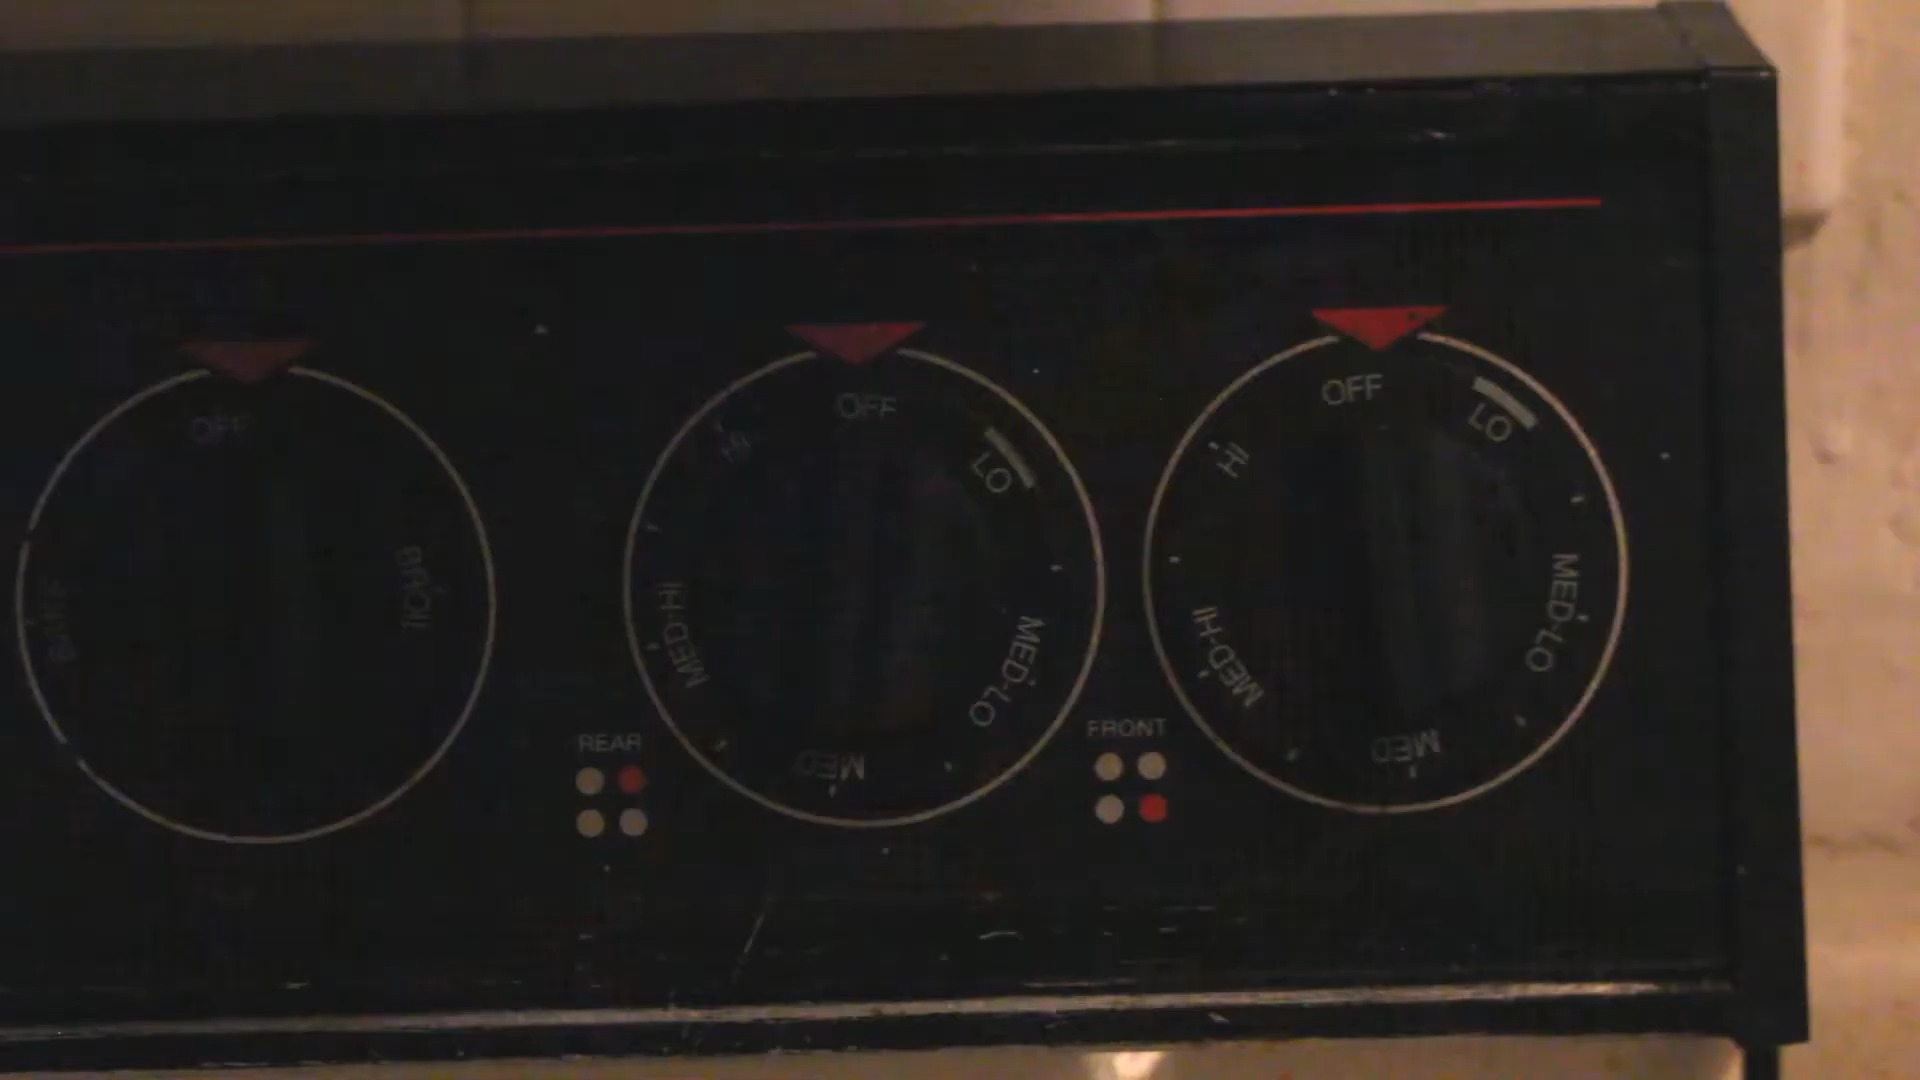 OFF
BROIL
BAKE
REAR
OFF
LO
MED-LO
MED
MED-HI
HI
FRONT
OFF
LO
MED-LO
MED
MED-HI
HI